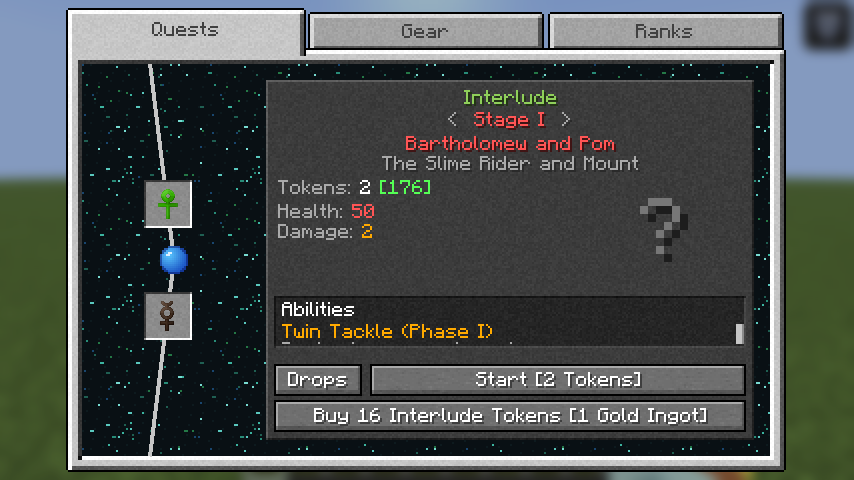 Quests
Gear
Ranks
Interlude
< Stage I >
Bartholomew and Pom
The Slime Rider and Mount
Tokens: 2 [176]
Health: 50
Damage: 2
?
Abilities
Twin Tackle (Phase I)
Drops
Start [2 Tokens]
Buy 16 Interlude Tokens [1 Gold Ingot]